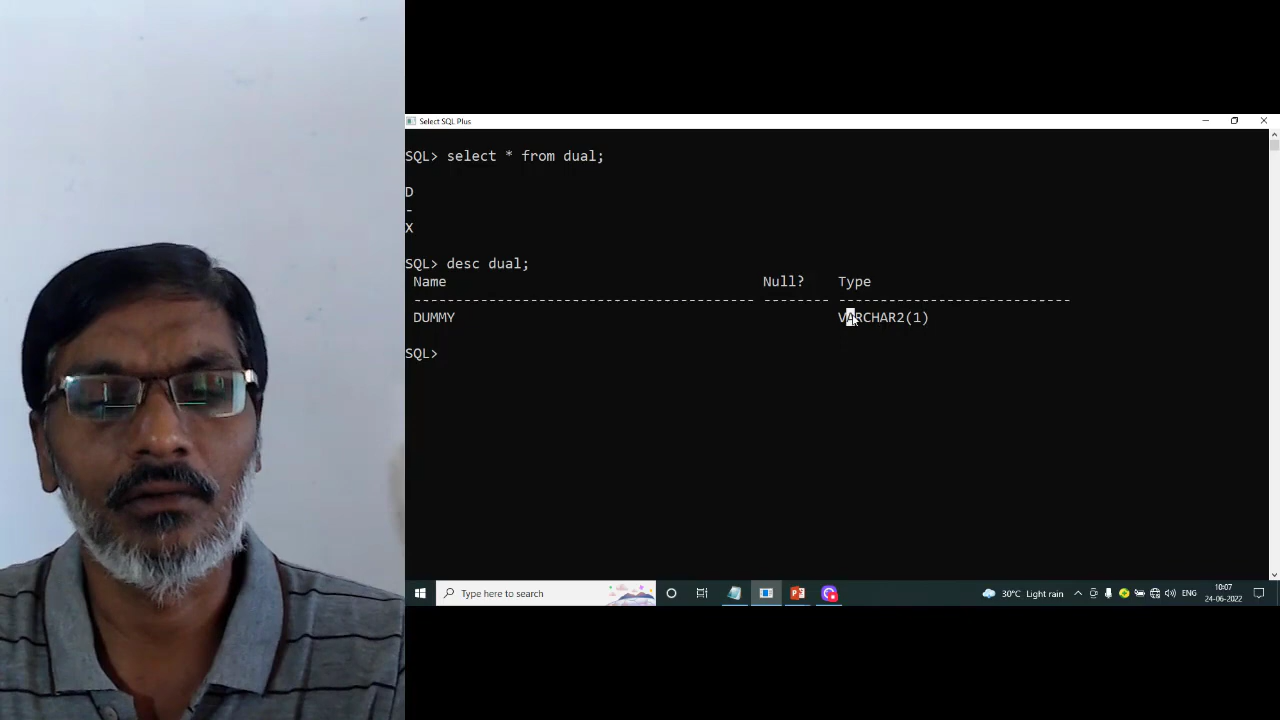 Select SQL Plus
SQL> select * from dual;
D
-
X
SQL> desc dual;
Name Null? Type
----------------------------------------- -------- ----------------------------
DUMMY VARCHAR2(1)
SQL>
Type here to search
30°C Light rain
ENG
10:07
24-06-2022